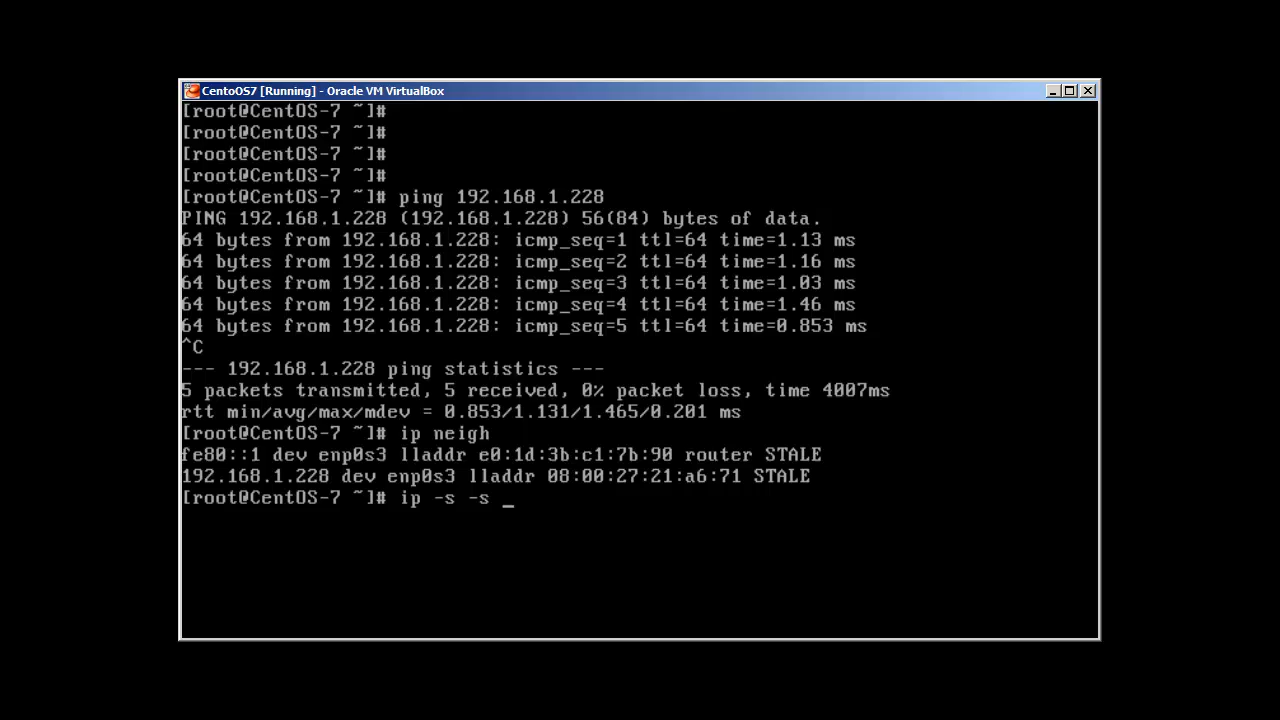 CentoOS7 [Running] - Oracle VM VirtualBox
[root@CentOS-7 ~]#
[root@CentOS-7 ~]#
[root@CentOS-7 ~]#
[root@CentOS-7 ~]#
[root@CentOS-7 ~]# ping 192.168.1.228
PING 192.168.1.228 (192.168.1.228) 56(84) bytes of data.
64 bytes from 192.168.1.228: icmp_seq=1 ttl=64 time=1.13 ms
64 bytes from 192.168.1.228: icmp_seq=2 ttl=64 time=1.16 ms
64 bytes from 192.168.1.228: icmp_seq=3 ttl=64 time=1.03 ms
64 bytes from 192.168.1.228: icmp_seq=4 ttl=64 time=1.46 ms
64 bytes from 192.168.1.228: icmp_seq=5 ttl=64 time=0.853 ms
^C
--- 192.168.1.228 ping statistics ---
5 packets transmitted, 5 received, 0% packet loss, time 4007ms
rtt min/avg/max/mdev = 0.853/1.131/1.465/0.201 ms
[root@CentOS-7 ~]# ip neigh
fe80::1 dev enp0s3 lladdr e0:1d:3b:c1:7b:90 router STALE
192.168.1.228 dev enp0s3 lladdr 08:00:27:21:a6:71 STALE
[root@CentOS-7 ~]# ip -s -s _